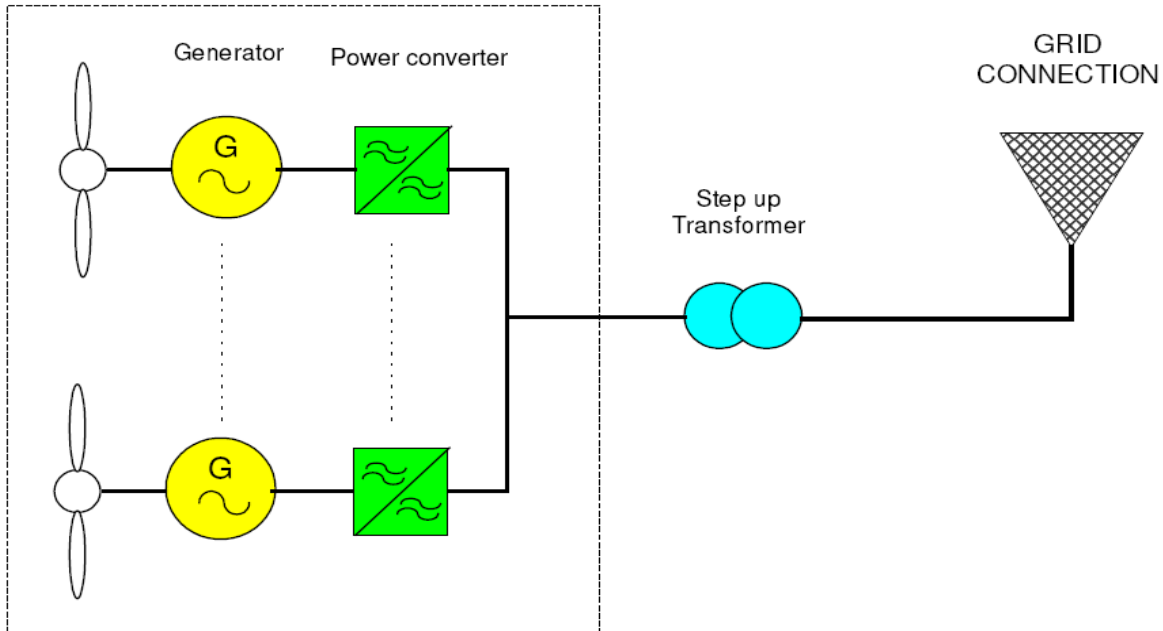 Generator
Power converter
GRID
CONNECTION
G
Step up
Transformer
G